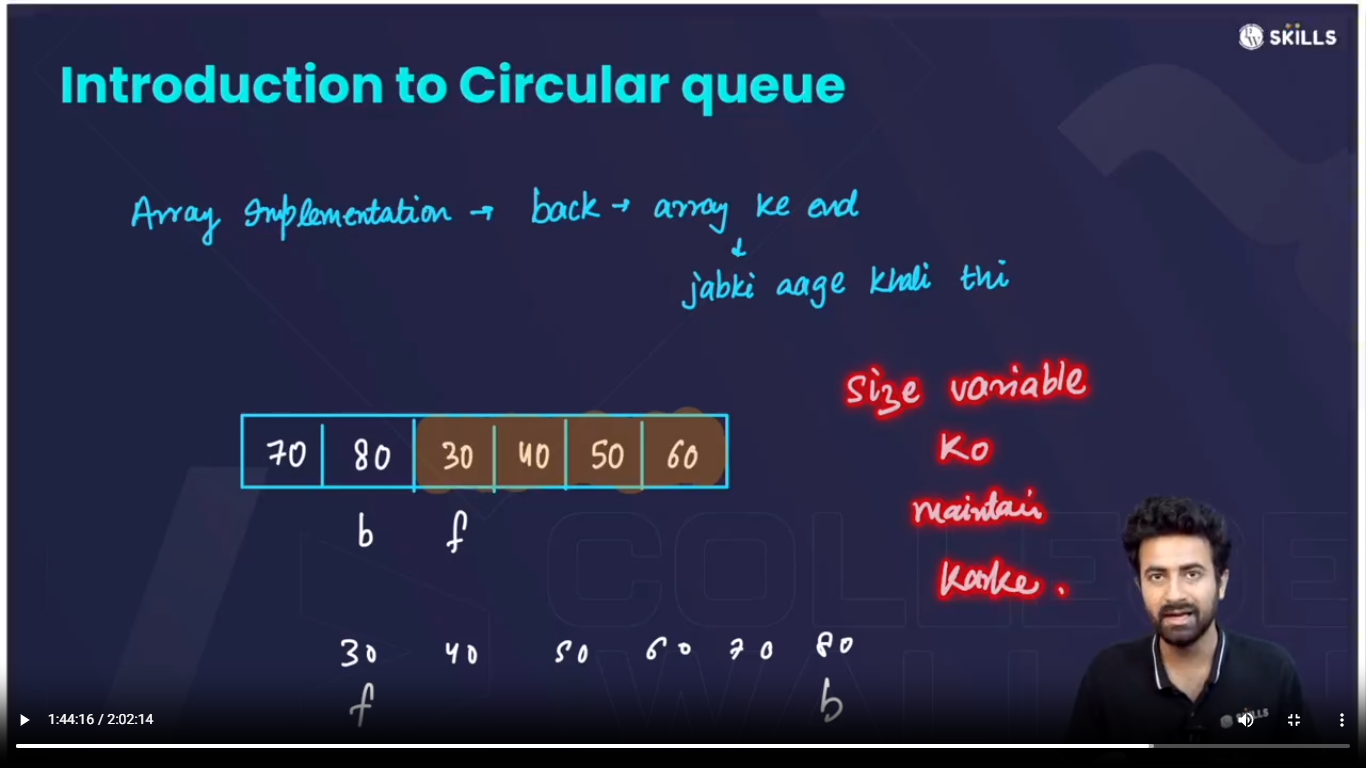 SKILLS
Introduction to Circular queue
Array Implementation → back → array ke end
↓
jabki aage khali thi
size variable
Ko
maintain
Karke.
70 80 30 40 50 60
b f
COLLEGE
WALLAH
30 40 50 60 70 80
f b
SKILLS
1:44:16 / 2:02:14